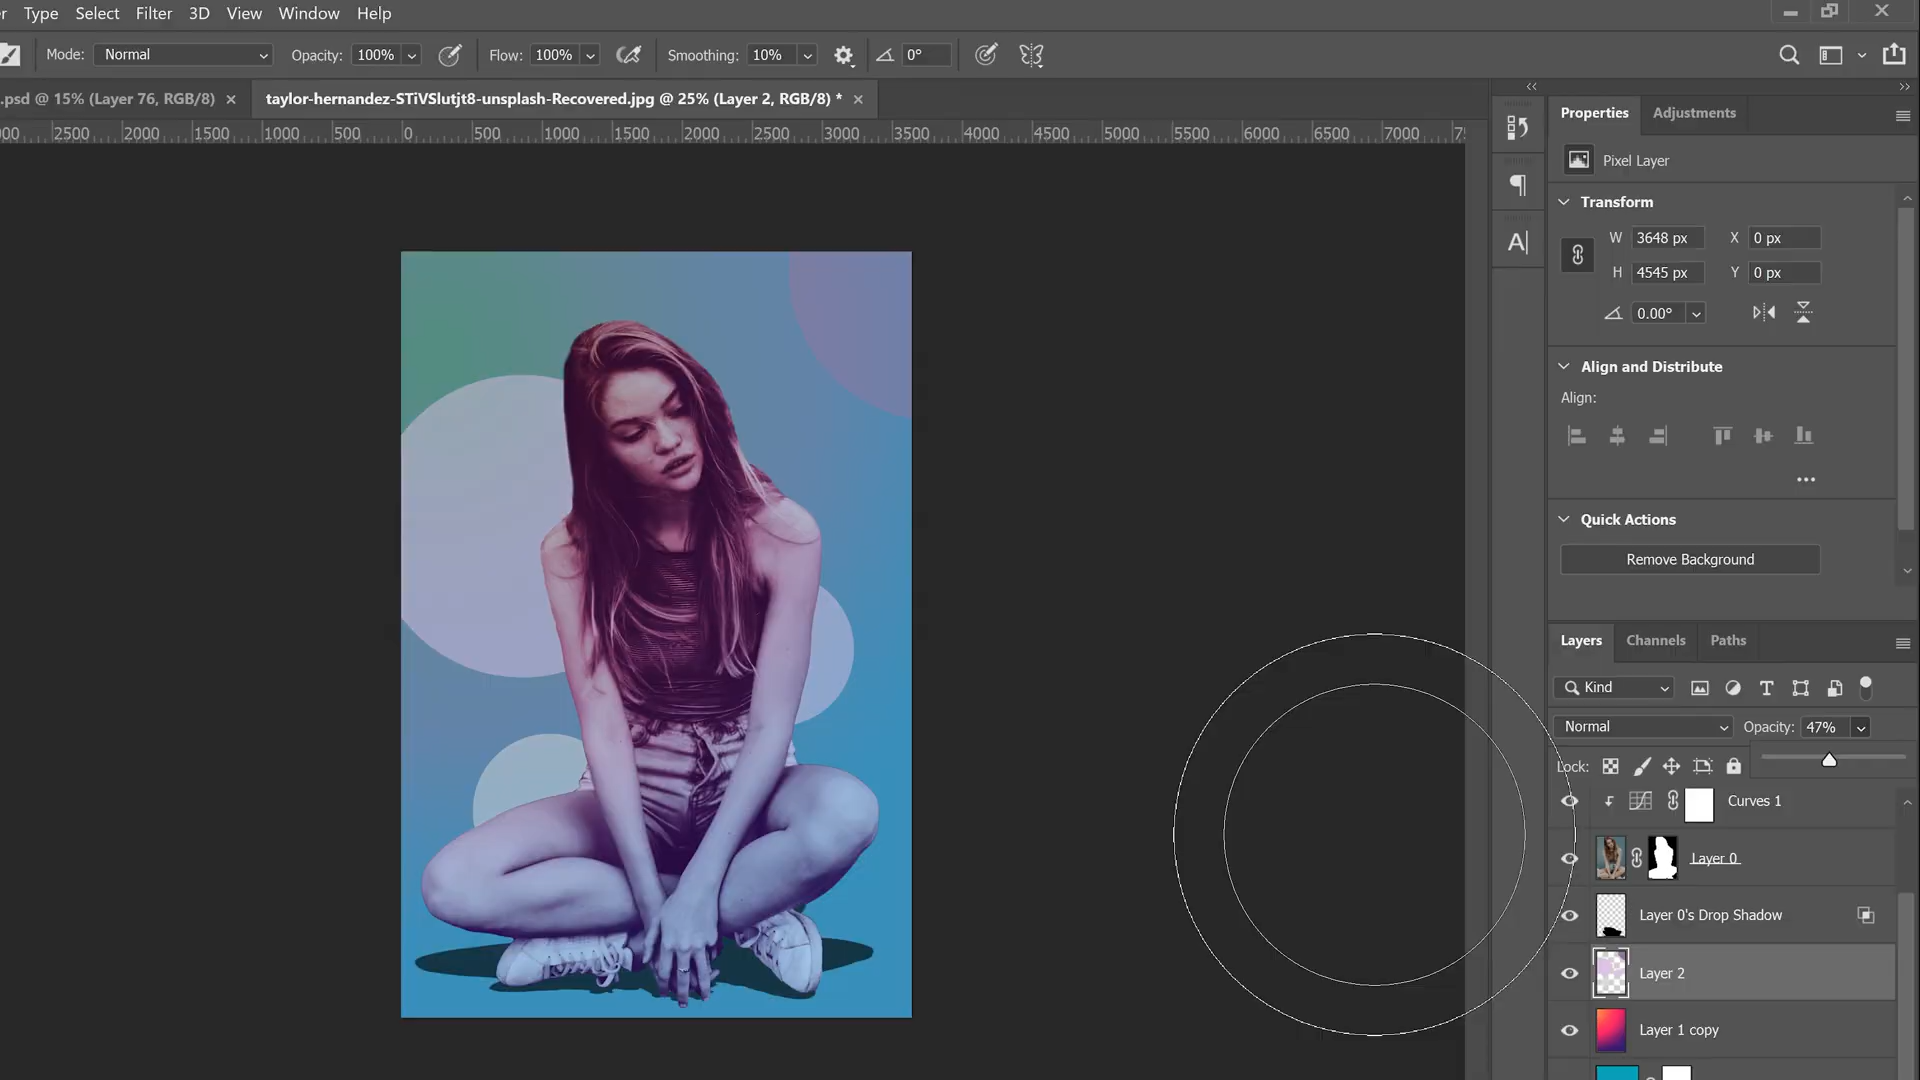 r Type Select Filter 3D View Window Help
Mode: Normal Opacity: 100% Flow: 100% Smoothing: 10% 0°
.psd @ 15% (Layer 76, RGB/8) × taylor-hernandez-STiVSlutjt8-unsplash-Recovered.jpg @ 25% (Layer 2, RGB/8) * ×
000 2500 2000 1500 1000 500 0 500 1000 1500 2000 2500 3000 3500 4000 4500 5000 5500 6000 6500 7000 75
Properties Adjustments
Pixel Layer
Transform
W 3648 px X 0 px
H 4545 px Y 0 px
0.00°
Align and Distribute
Align:
Quick Actions
Remove Background
Layers Channels Paths
Kind
Normal Opacity: 47%
Lock:
Curves 1
Layer 0
Layer 0's Drop Shadow
Layer 2
Layer 1 copy